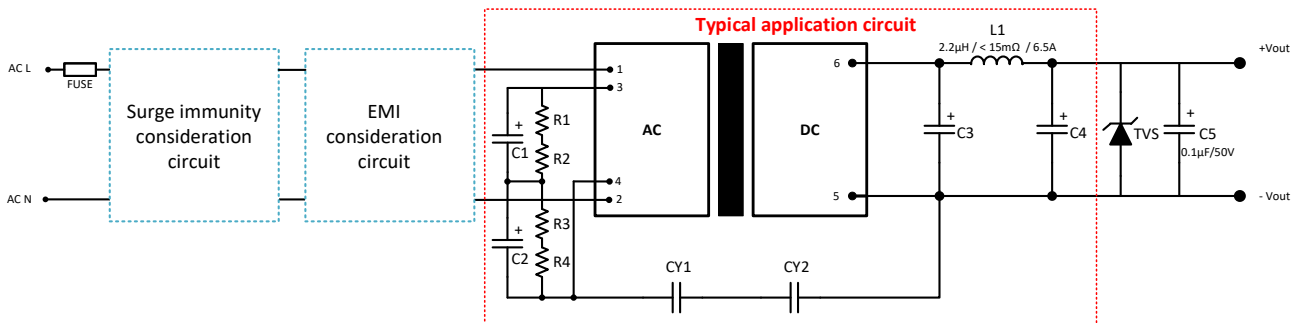 Typical application circuit
L1
2.2µH / < 15mΩ / 6.5A
AC L
FUSE
Surge immunity
consideration
circuit
EMI
consideration
circuit
1
3
R1
+
C1
R2
4
2
R3
+
C2
R4
AC
DC
6
5
CY1
CY2
+
C3
+
C4
TVS
+
C5
0.1µF/50V
+Vout
AC N
- Vout